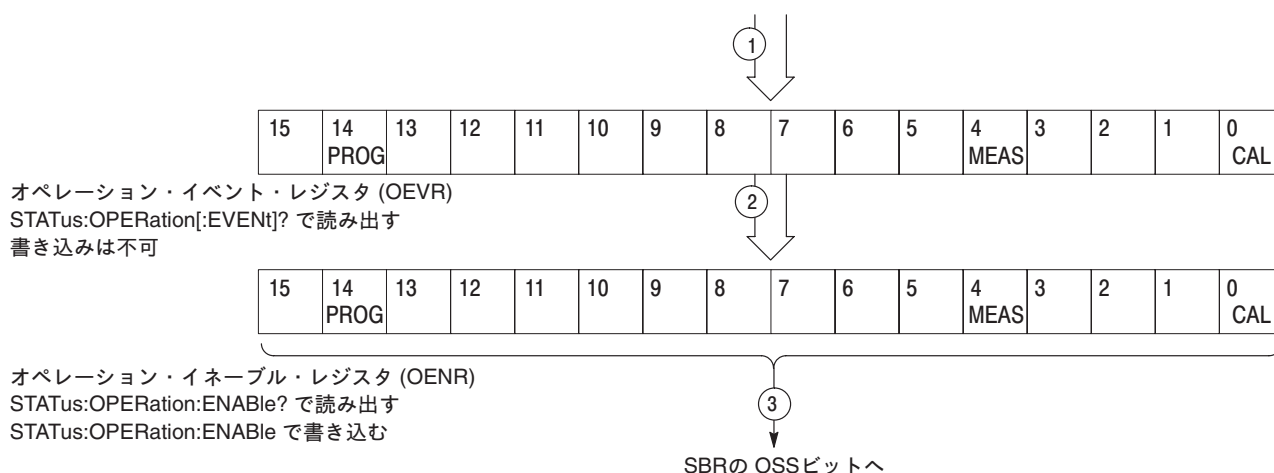 1
15 14 13 12 11 10 9 8 7 6 5 4 3 2 1 0
PROG MEAS CAL
オペレーション・イベント・レジスタ (OEVR)
STATus:OPERation[:EVENt]? で読み出す
書き込みは不可
2
15 14 13 12 11 10 9 8 7 6 5 4 3 2 1 0
PROG MEAS CAL
オペレーション・イネーブル・レジスタ (OENR)
STATus:OPERation:ENABle? で読み出す
STATus:OPERation:ENABle で書き込む
3
SBRの OSSビットへ